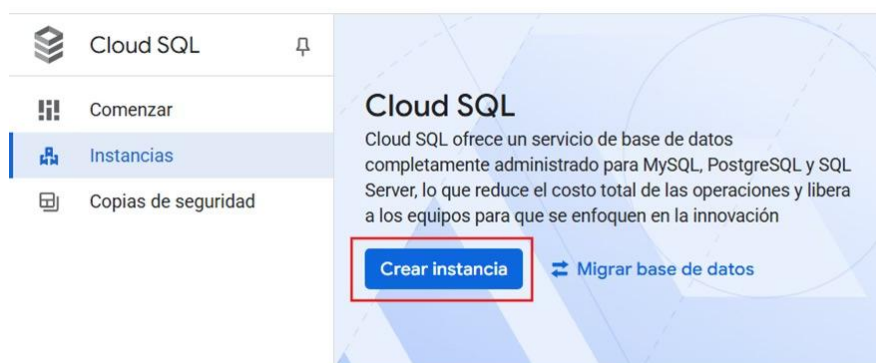 Cloud SQL
Comenzar
Instancias
Copias de seguridad
Cloud SQL
Cloud SQL ofrece un servicio de base de datos
completamente administrado para MySQL, PostgreSQL y SQL
Server, lo que reduce el costo total de las operaciones y libera
a los equipos para que se enfoquen en la innovación
Crear instancia
Migrar base de datos